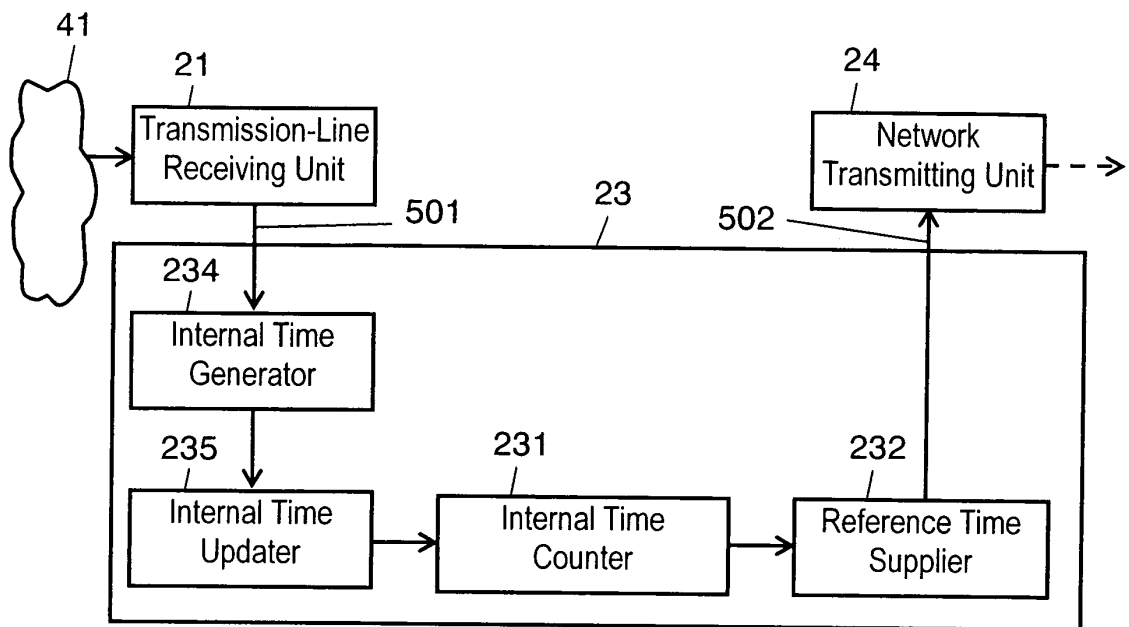 41
21
Transmission-Line
Receiving Unit
24
Network
Transmitting Unit
501
23
502
234
Internal Time
Generator
235
Internal Time
Updater
231
Internal Time
Counter
232
Reference Time
Supplier